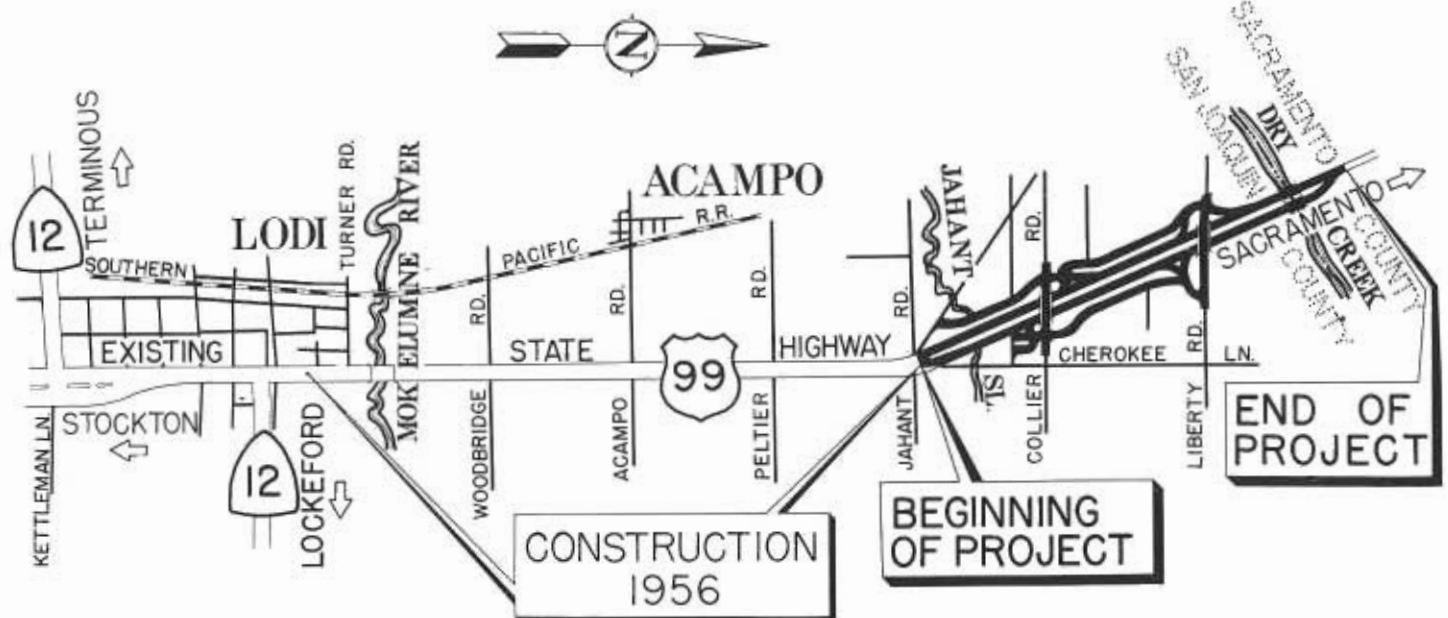 N
SACRAMENTO COUNTY
SAN JOAQUIN COUNTY
DRY CREEK
SACRAMENTO
TERMINOUS
12
LODI
TURNER RD.
MOKELUMNE RIVER
ACAMPO
SOUTHERN PACIFIC R.R.
JAHANT SL.
EXISTING STATE HIGHWAY
99
CHEROKEE LN.
STOCKTON
KETTLEMAN LN.
12
LOCKEFORD
WOODBRIDGE RD.
ACAMPO RD.
PELTIER RD.
JAHANT RD.
COLLIER RD.
LIBERTY RD.
CONSTRUCTION
1956
BEGINNING
OF PROJECT
END OF
PROJECT